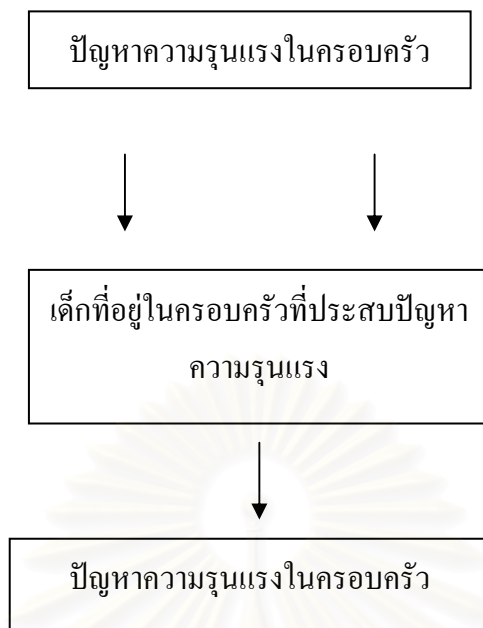 ปัญหาความรุนแรงในครอบครัว
เด็กที่อยู่ในครอบครัวที่ประสบปัญหา
ความรุนแรง
ปัญหาความรุนแรงในครอบครัว